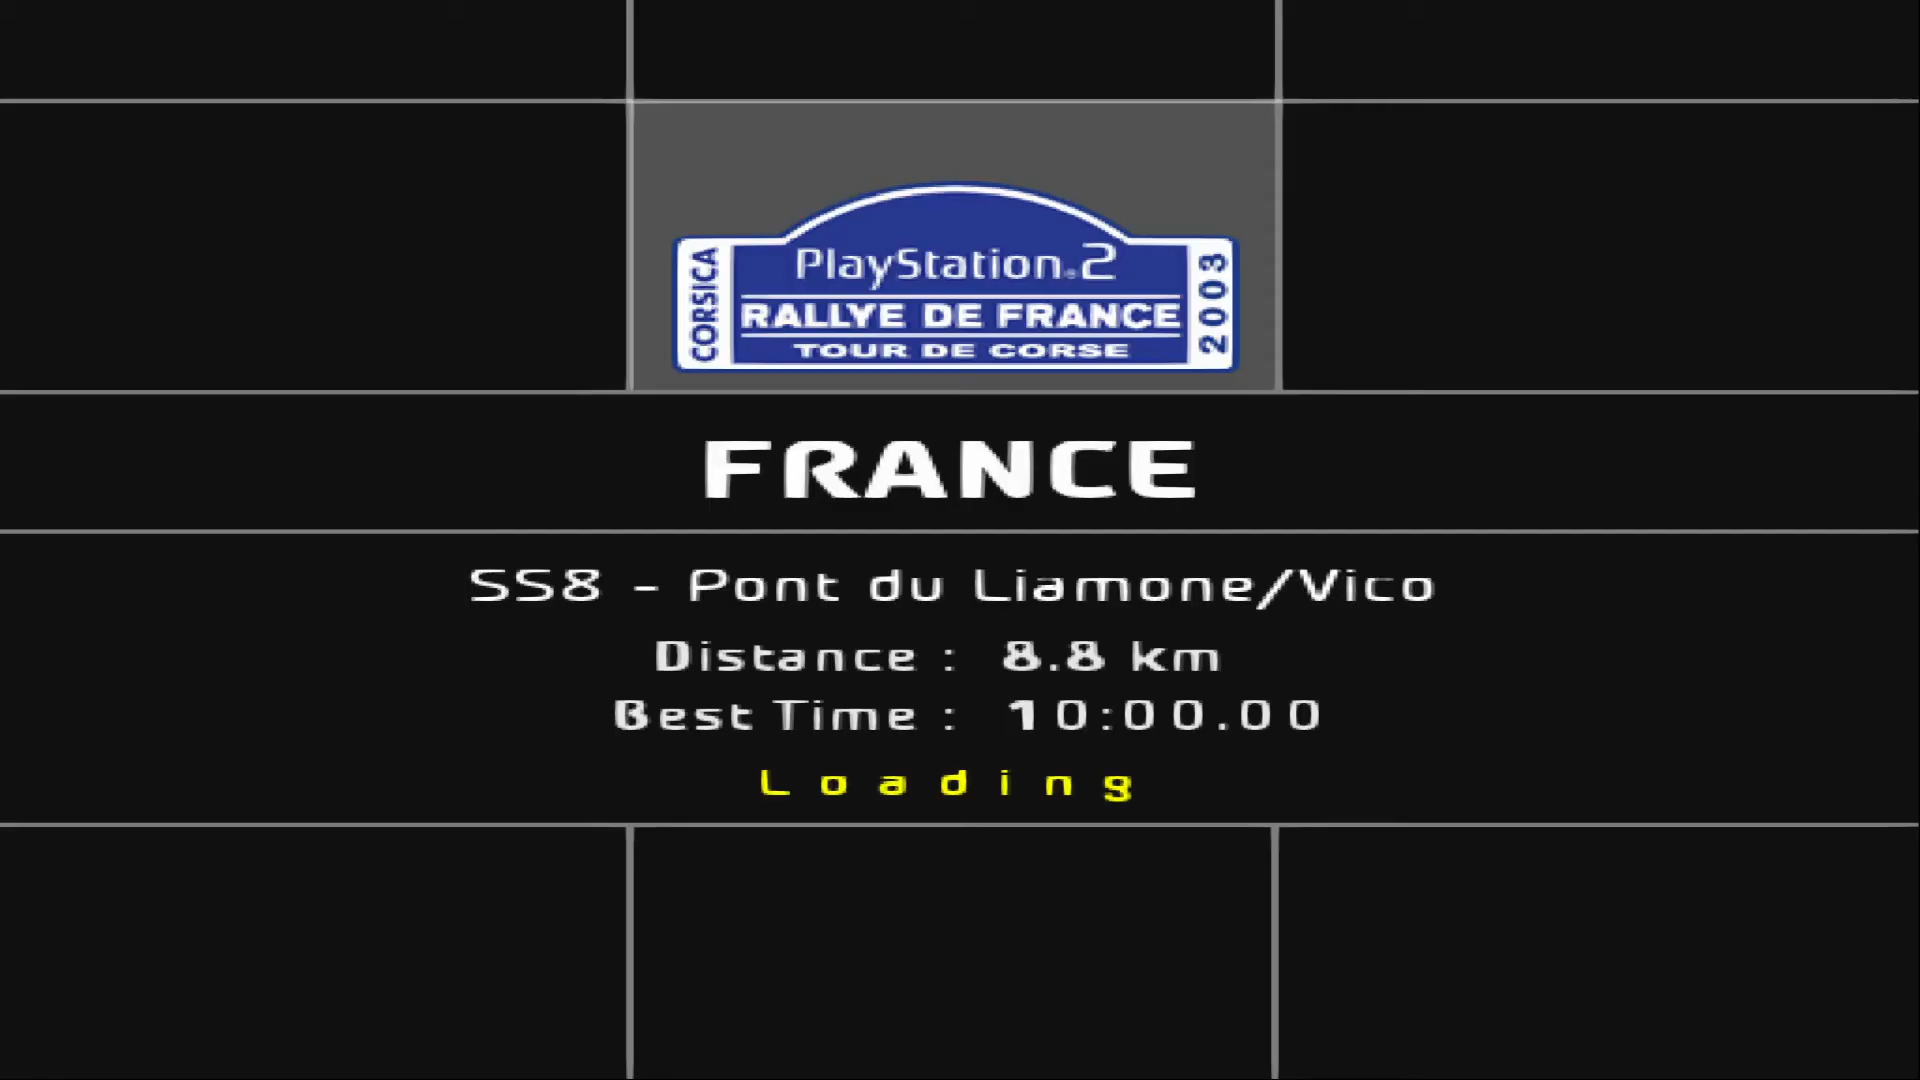 PlayStation®2
CORSICA
RALLYE DE FRANCE
2003
TOUR DE CORSE
FRANCE
SS8 - Pont du Liamone/Vico
Distance : 8.8 km
Best Time : 10:00.00
Loading